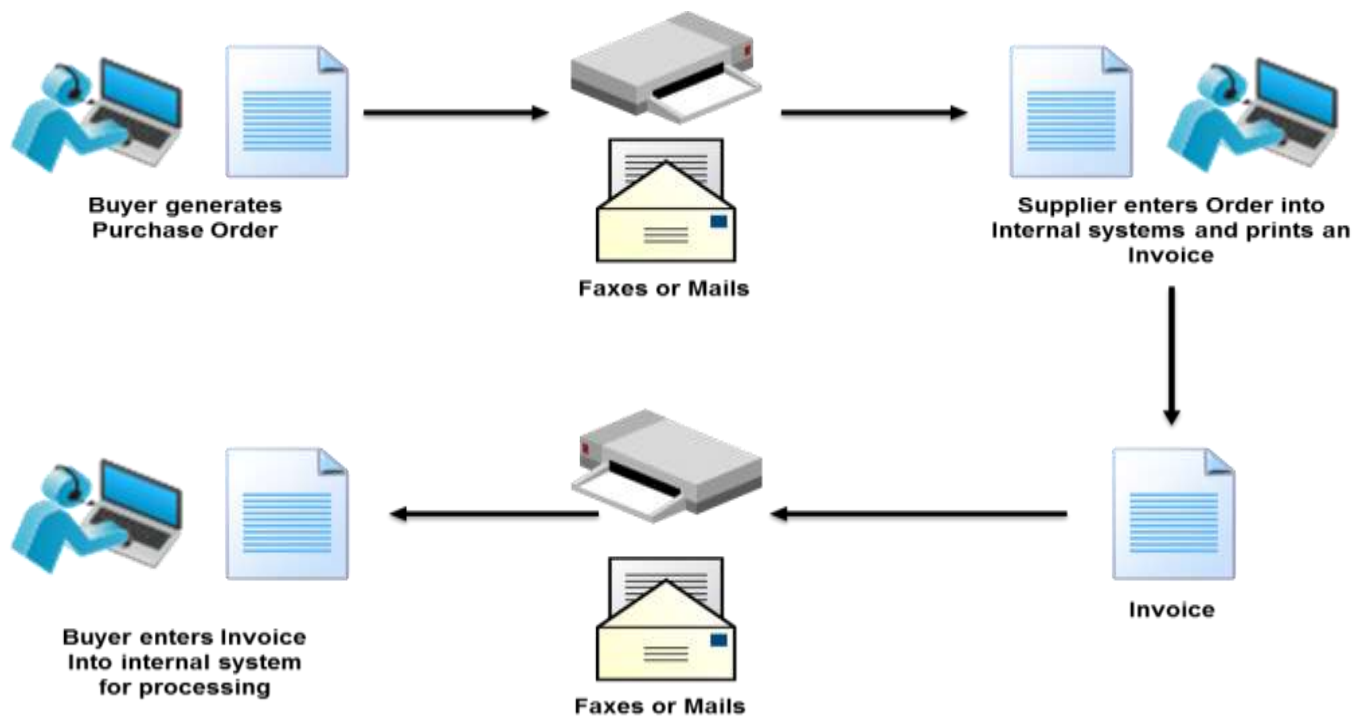 Buyer generates
Purchase Order
Faxes or Mails
Supplier enters Order into
Internal systems and prints an
Invoice
Invoice
Faxes or Mails
Buyer enters Invoice
Into internal system
for processing